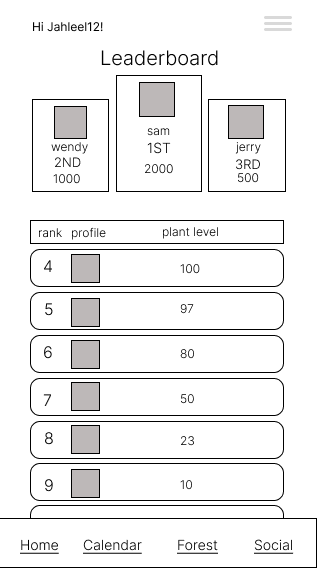 Hi Jahleel12!
Leaderboard
wendy
2ND
1000
sam
1ST
2000
jerry
3RD
500
rank profile plant level
4 100
5 97
6 80
7 50
8 23
9 10
Home Calendar Forest Social